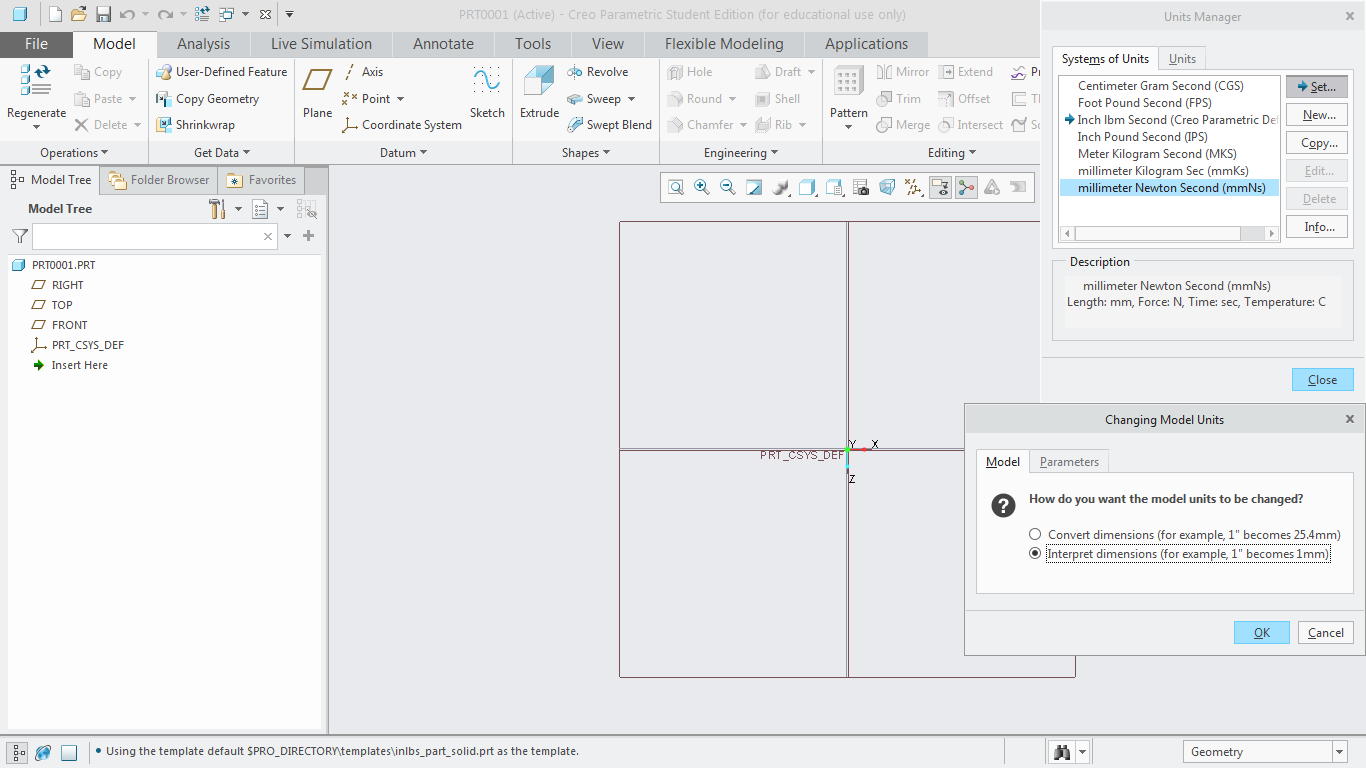 PRT0001 (Active) - Creo Parametric Student Edition (for educational use only)
File
Model
Analysis
Live Simulation
Annotate
Tools
View
Flexible Modeling
Applications
Regenerate
Copy
Paste
Delete
Operations
User-Defined Feature
Copy Geometry
Shrinkwrap
Get Data
Plane
Axis
Point
Coordinate System
Sketch
Datum
Extrude
Revolve
Sweep
Swept Blend
Shapes
Hole
Round
Chamfer
Draft
Shell
Rib
Engineering
Pattern
Mirror
Trim
Merge
Extend
Offset
Intersect
Editing
Model Tree
Folder Browser
Favorites
Model Tree
PRT0001.PRT
RIGHT
TOP
FRONT
PRT_CSYS_DEF
Insert Here
PRT_CSYS_DEF
Y
X
Z
Units Manager
Systems of Units
Units
Centimeter Gram Second (CGS)
Foot Pound Second (FPS)
Inch lbm Second (Creo Parametric De
Inch Pound Second (IPS)
Meter Kilogram Second (MKS)
millimeter Kilogram Sec (mmKs)
millimeter Newton Second (mmNs)
Set...
New...
Copy...
Edit...
Delete
Info...
Description
millimeter Newton Second (mmNs)
Length: mm, Force: N, Time: sec, Temperature: C
Close
Changing Model Units
Model
Parameters
How do you want the model units to be changed?
Convert dimensions (for example, 1" becomes 25.4mm)
Interpret dimensions (for example, 1" becomes 1mm)
OK
Cancel
Using the template default $PRO_DIRECTORY\templates\inlbs_part_solid.prt as the template.
Geometry